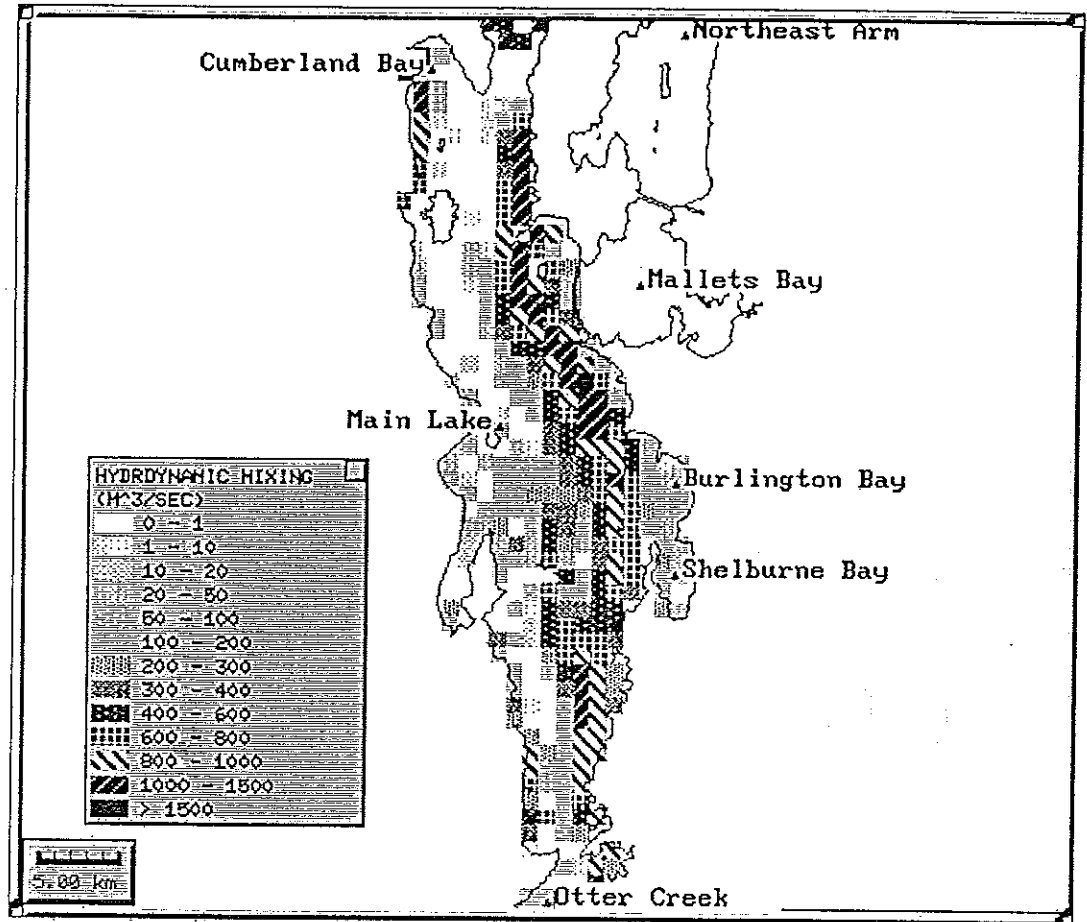 Northeast Arm
Cumberland Bay
Mallets Bay
Main Lake
HYDRDYNAMIC MIXING
(M^3/SEC)
0 - 1
1 - 10
10 - 20
20 - 50
50 - 100
100 - 200
200 - 300
300 - 400
400 - 600
600 - 800
800 - 1000
1000 - 1500
> 1500
Burlington Bay
Shelburne Bay
5.00 km
Otter Creek